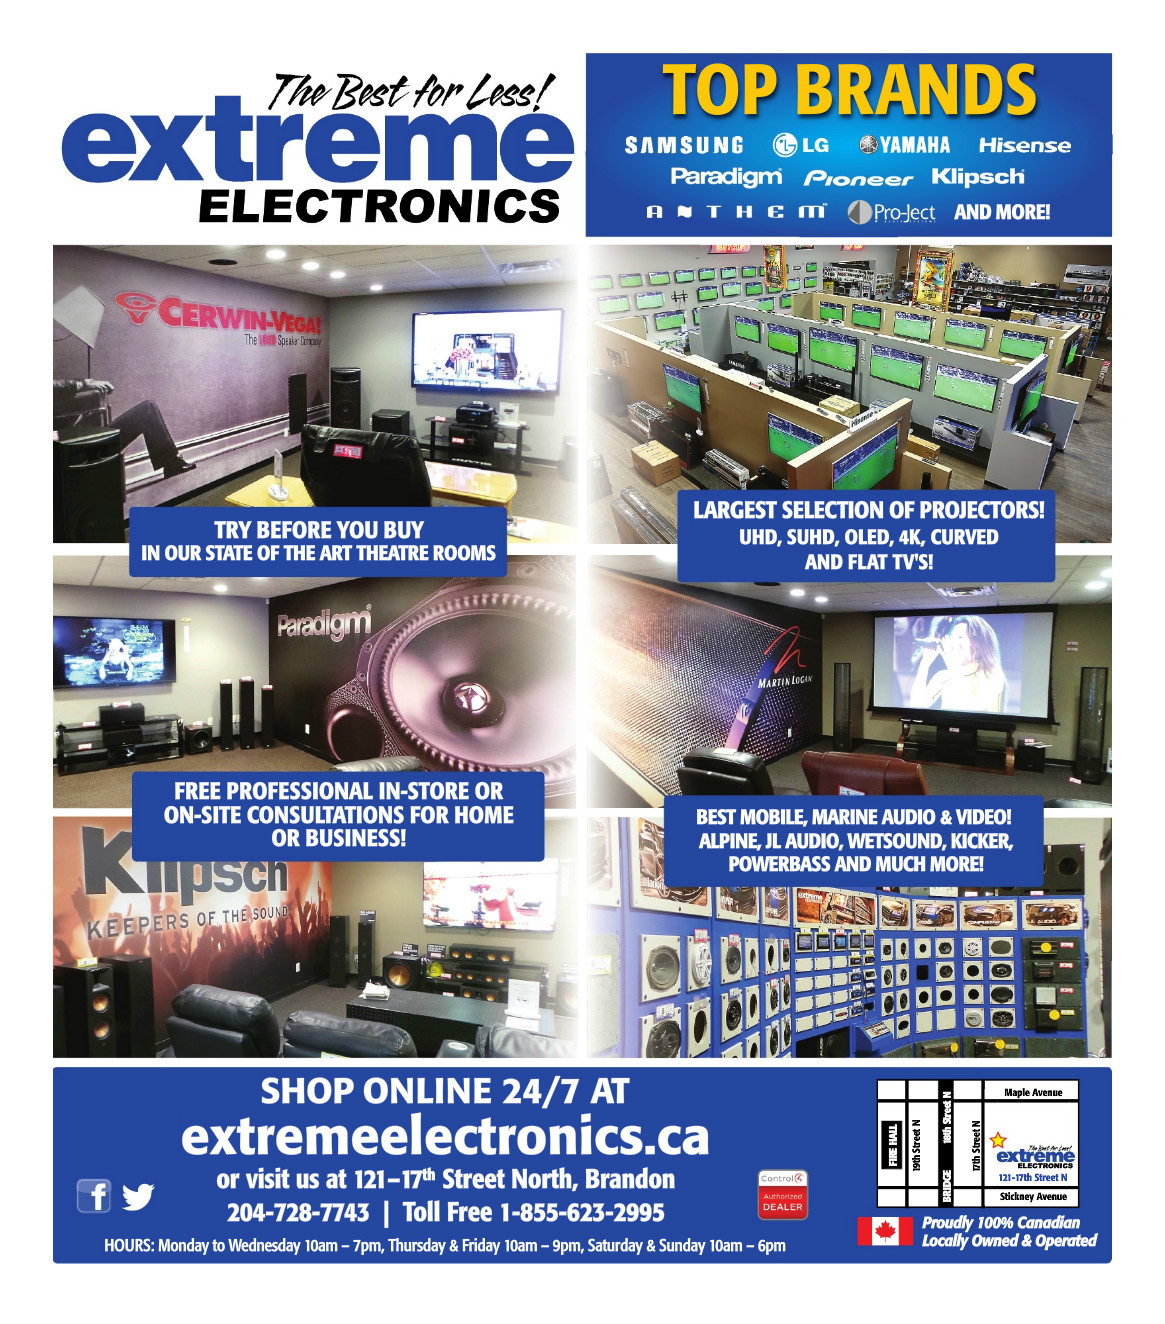 The Best for Less!
extreme
ELECTRONICS
TOP BRANDS
SAMSUNG LG YAMAHA Hisense
Paradigm Pioneer Klipsch
ANTHEM Pro-Ject AND MORE!
CERWIN-VEGA!
The LOUD Speaker Company
TRY BEFORE YOU BUY
IN OUR STATE OF THE ART THEATRE ROOMS
Hisense
LARGEST SELECTION OF PROJECTORS!
UHD, SUHD, OLED, 4K, CURVED
AND FLAT TV'S!
Paradigm
MARTIN LOGAN
FREE PROFESSIONAL IN-STORE OR
ON-SITE CONSULTATIONS FOR HOME
OR BUSINESS!
BEST MOBILE, MARINE AUDIO & VIDEO!
ALPINE, JL AUDIO, WETSOUND, KICKER,
POWERBASS AND MUCH MORE!
Klipsch
KEEPERS OF THE SOUND
extreme
SHOP ONLINE 24/7 AT
extremeelectronics.ca
or visit us at 121–17th Street North, Brandon
204-728-7743 | Toll Free 1-855-623-2995
HOURS: Monday to Wednesday 10am – 7pm, Thursday & Friday 10am – 9pm, Saturday & Sunday 10am – 6pm
Control4
Authorized
DEALER
Maple Avenue
FIRE HALL
19th Street N
18th Street N
BRIDGE
17th Street N
The Best for Less!
extreme
ELECTRONICS
121-17th Street N
Stickney Avenue
Proudly 100% Canadian
Locally Owned & Operated